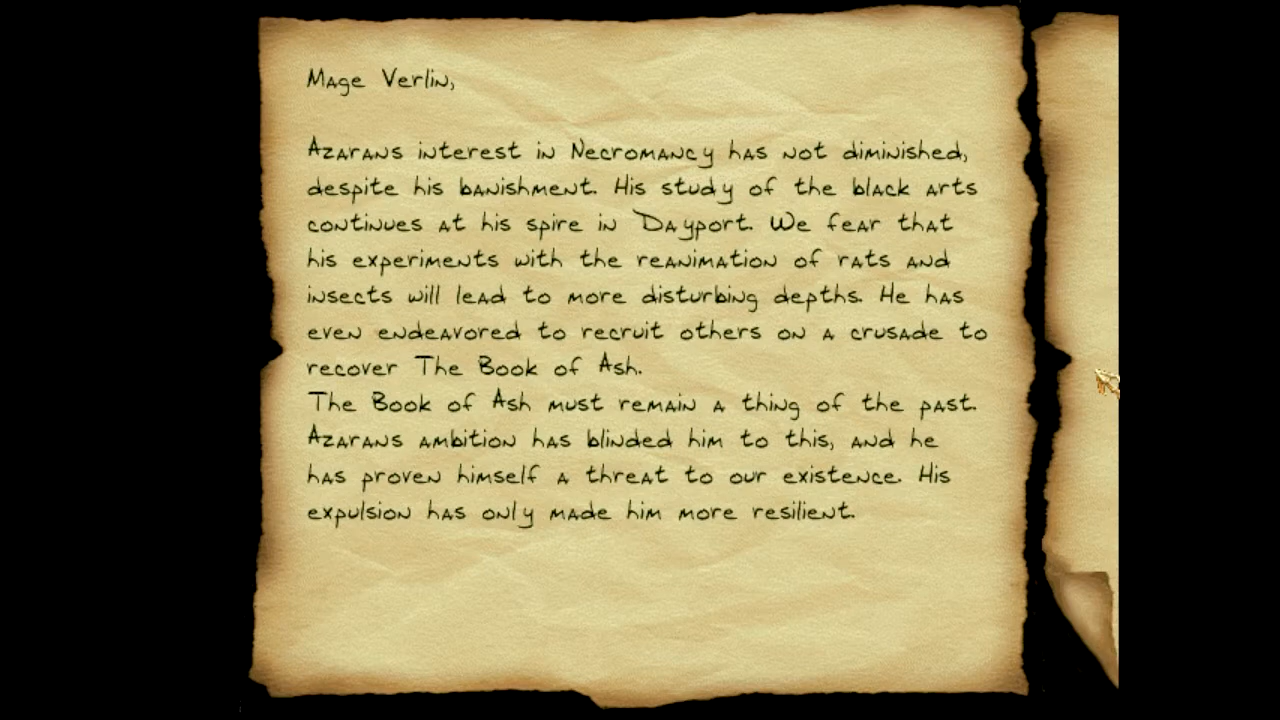 Mage Verlin,
Azarans interest in Necromancy has not diminished,
despite his banishment. His study of the black arts
continues at his spire in Dayport. We fear that
his experiments with the reanimation of rats and
insects will lead to more disturbing depths. He has
even endeavored to recruit others on a crusade to
recover The Book of Ash.
The Book of Ash must remain a thing of the past.
Azarans ambition has blinded him to this, and he
has proven himself a threat to our existence. His
expulsion has only made him more resilient.